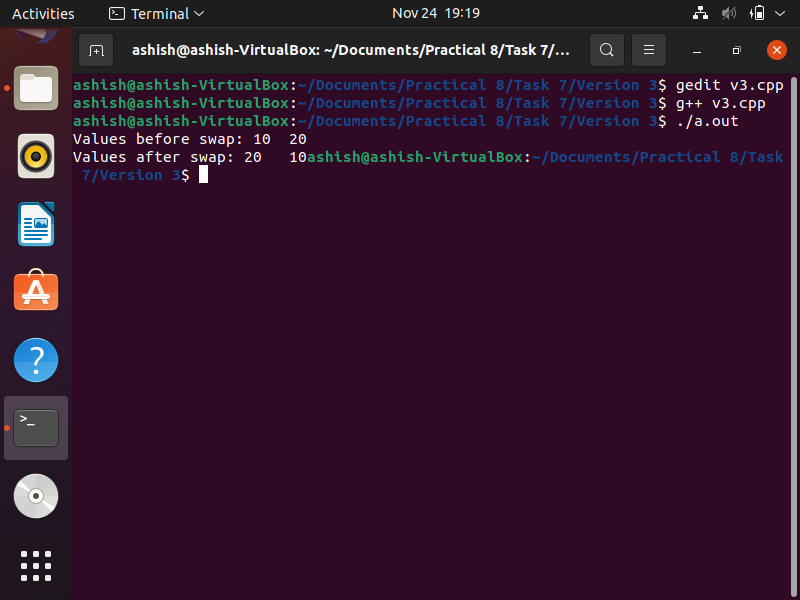 Activities Terminal Nov 24 19:19
ashish@ashish-VirtualBox: ~/Documents/Practical 8/Task 7/...
ashish@ashish-VirtualBox:~/Documents/Practical 8/Task 7/Version 3$ gedit v3.cpp
ashish@ashish-VirtualBox:~/Documents/Practical 8/Task 7/Version 3$ g++ v3.cpp
ashish@ashish-VirtualBox:~/Documents/Practical 8/Task 7/Version 3$ ./a.out
Values before swap: 10  20
Values after swap: 20   10ashish@ashish-VirtualBox:~/Documents/Practical 8/Task
 7/Version 3$